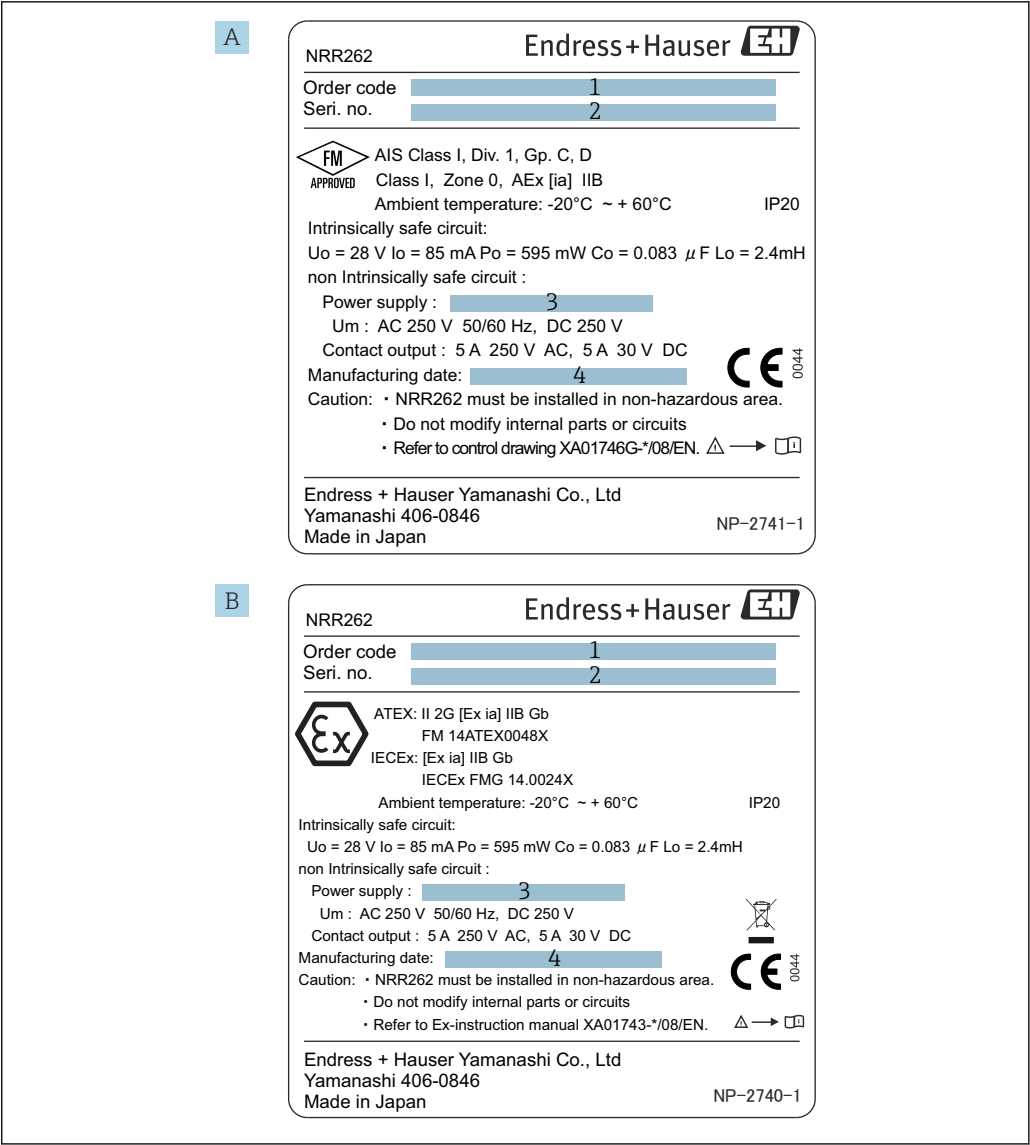 A
NRR262
Endress+Hauser EH
Order code 1
Seri. no. 2
FM
APPROVED
AIS Class I, Div. 1, Gp. C, D
Class I, Zone 0, AEx [ia] IIB
Ambient temperature: -20°C ~ + 60°C IP20
Intrinsically safe circuit:
Uo = 28 V Io = 85 mA Po = 595 mW Co = 0.083 μ F Lo = 2.4mH
non Intrinsically safe circuit :
Power supply : 3
Um : AC 250 V 50/60 Hz, DC 250 V
Contact output : 5 A 250 V AC, 5 A 30 V DC
Manufacturing date: 4
CE 0044
Caution: ・NRR262 must be installed in non-hazardous area.
・Do not modify internal parts or circuits
・Refer to control drawing XA01746G-*/08/EN. ⚠ → i
Endress + Hauser Yamanashi Co., Ltd
Yamanashi 406-0846
Made in Japan
NP-2741-1
B
NRR262
Endress+Hauser EH
Order code 1
Seri. no. 2
Ex
ATEX: II 2G [Ex ia] IIB Gb
FM 14ATEX0048X
IECEx: [Ex ia] IIB Gb
IECEx FMG 14.0024X
Ambient temperature: -20°C ~ + 60°C IP20
Intrinsically safe circuit:
Uo = 28 V Io = 85 mA Po = 595 mW Co = 0.083 μ F Lo = 2.4mH
non Intrinsically safe circuit :
Power supply : 3
Um : AC 250 V 50/60 Hz, DC 250 V
Contact output : 5 A 250 V AC, 5 A 30 V DC
Manufacturing date: 4
CE 0044
Caution: ・NRR262 must be installed in non-hazardous area.
・Do not modify internal parts or circuits
・Refer to Ex-instruction manual XA01743-*/08/EN. ⚠ → i
Endress + Hauser Yamanashi Co., Ltd
Yamanashi 406-0846
Made in Japan
NP-2740-1